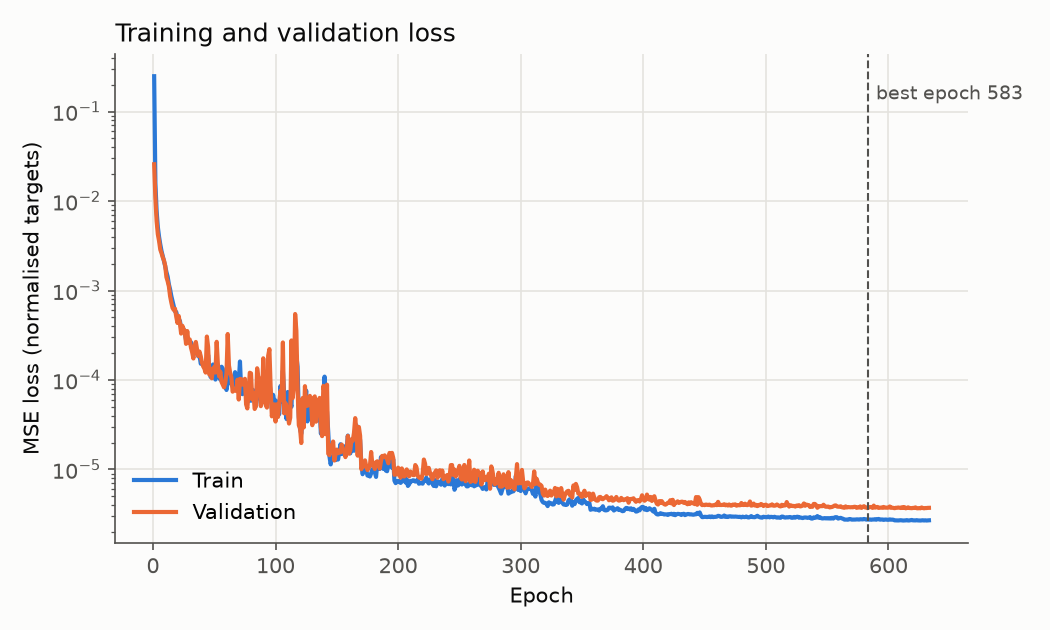 Training and validation loss
best epoch 583
MSE loss (normalised targets)
10⁻¹
10⁻²
10⁻³
10⁻⁴
10⁻⁵
Train
Validation
0 100 200 300 400 500 600
Epoch